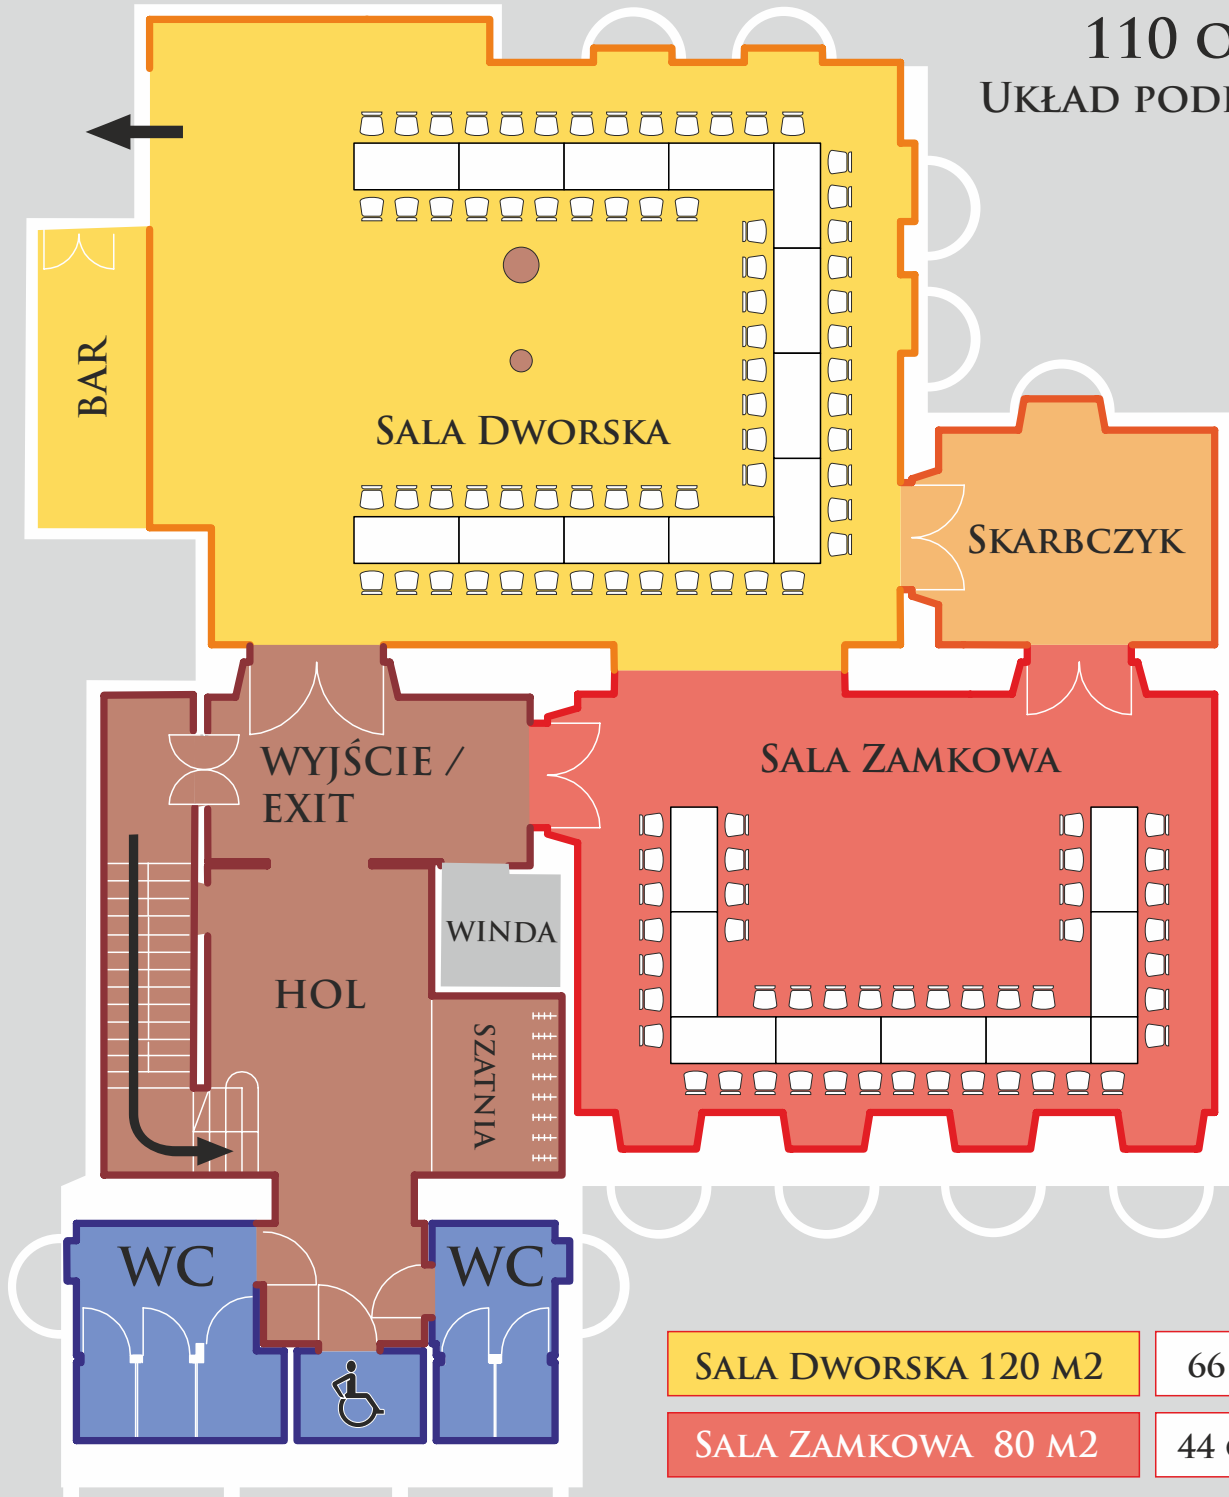 110
UKŁAD
BAR
SALA DWORSKA
SKARBCZYK
WYJŚCIE /
EXIT
SALA ZAMKOWA
WINDA
HOL
SZATNIA
WC
WC
SALA DWORSKA 120 M2
66
SALA ZAMKOWA 80 M2
44